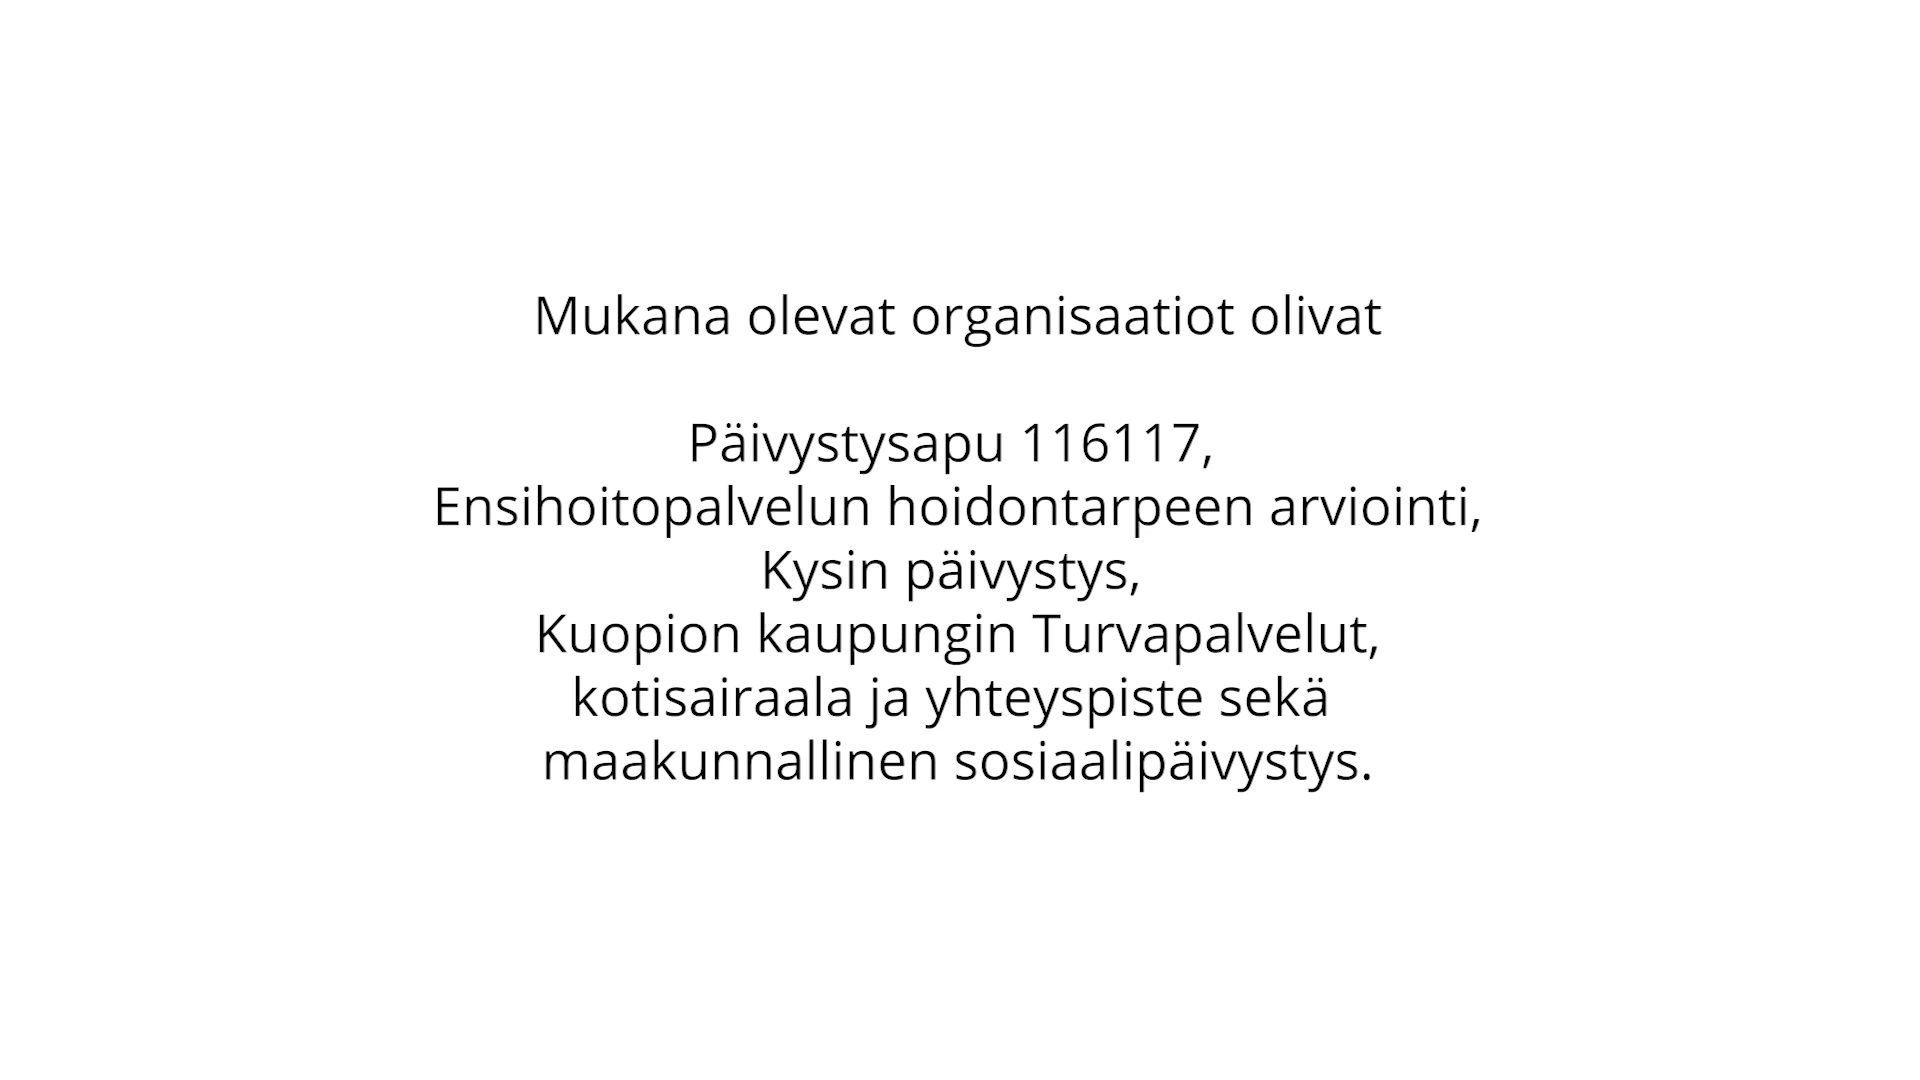 Mukana olevat organisaatiot olivat
Päivystysapu 116117,
Ensihoitopalvelun hoidontarpeen arviointi,
Kysin päivystys,
Kuopion kaupungin Turvapalvelut,
kotisairaala ja yhteyspiste sekä
maakunnallinen sosiaalipäivystys.